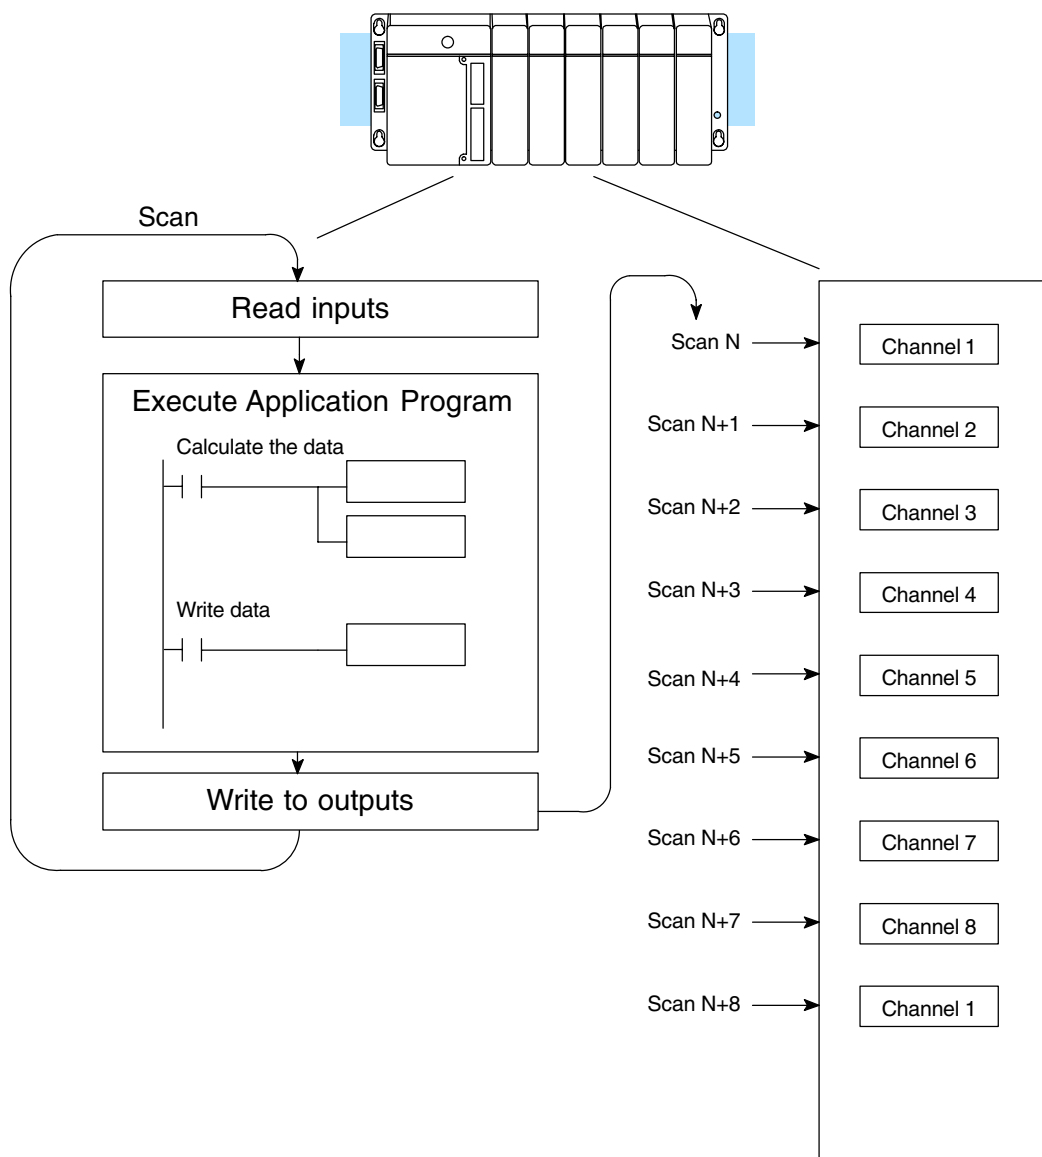 Scan
Read inputs
Execute Application Program
Calculate the data
Write data
Write to outputs
Scan N
Channel 1
Scan N+1
Channel 2
Scan N+2
Channel 3
Scan N+3
Channel 4
Scan N+4
Channel 5
Scan N+5
Channel 6
Scan N+6
Channel 7
Scan N+7
Channel 8
Scan N+8
Channel 1